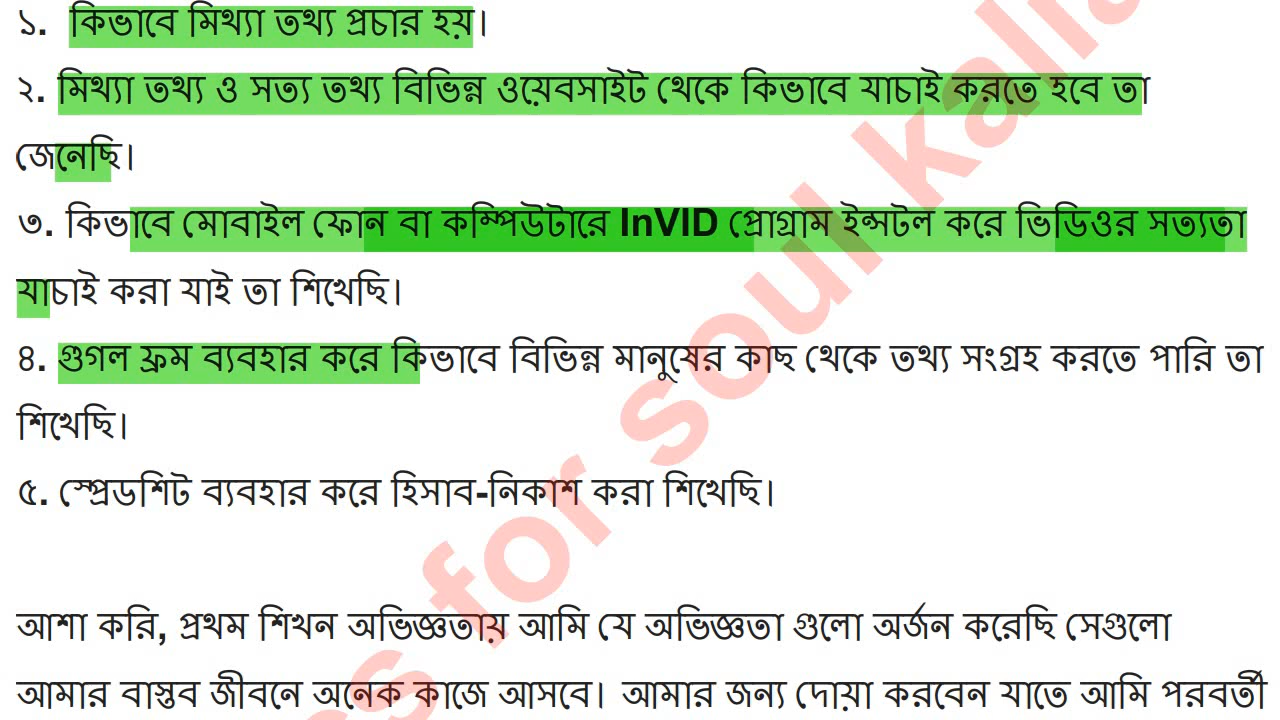 ১. কিভাবে মিথ্যা তথ্য প্রচার হয়।
২. মিথ্যা তথ্য ও সত্য তথ্য বিভিন্ন ওয়েবসাইট থেকে কিভাবে যাচাই করতে হবে তা
জেনেছি।
৩. কিভাবে মোবাইল ফোন বা কম্পিউটারে InVID প্রোগ্রাম ইন্সটল করে ভিডিওর সত্যতা
যাচাই করা যাই তা শিখেছি।
৪. গুগল ফ্রম ব্যবহার করে কিভাবে বিভিন্ন মানুষের কাছ থেকে তথ্য সংগ্রহ করতে পারি তা
শিখেছি।
৫. স্প্রেডশিট ব্যবহার করে হিসাব-নিকাশ করা শিখেছি।
আশা করি, প্রথম শিখন অভিজ্ঞতায় আমি যে অভিজ্ঞতা গুলো অর্জন করেছি সেগুলো
আমার বাস্তব জীবনে অনেক কাজে আসবে। আমার জন্য দোয়া করবেন যাতে আমি পরবর্তী
for soul